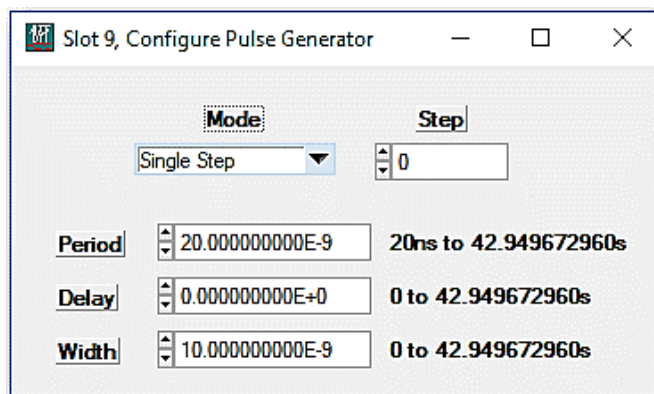 Slot 9, Configure Pulse Generator
Mode Step
Single Step 0
Period 20.000000000E-9 20ns to 42.949672960s
Delay 0.000000000E+0 0 to 42.949672960s
Width 10.000000000E-9 0 to 42.949672960s